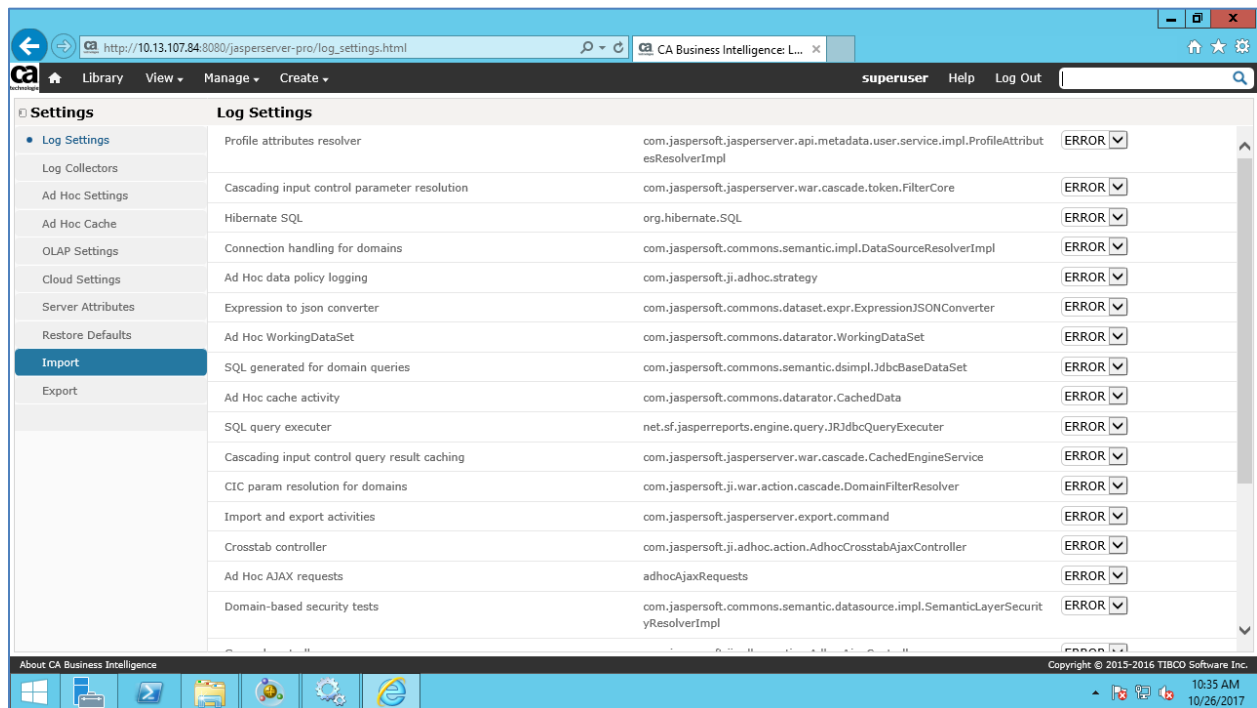 http://10.13.107.84:8080/jasperserver-pro/log_settings.html
CA Business Intelligence: L...
ca
technologies
Library View Manage Create superuser Help Log Out
Settings
Log Settings
Log Collectors
Ad Hoc Settings
Ad Hoc Cache
OLAP Settings
Cloud Settings
Server Attributes
Restore Defaults
Import
Export
Log Settings
Profile attributes resolver com.jaspersoft.jasperserver.api.metadata.user.service.impl.ProfileAttribut ERROR
esResolverImpl
Cascading input control parameter resolution com.jaspersoft.jasperserver.war.cascade.token.FilterCore ERROR
Hibernate SQL org.hibernate.SQL ERROR
Connection handling for domains com.jaspersoft.commons.semantic.impl.DataSourceResolverImpl ERROR
Ad Hoc data policy logging com.jaspersoft.ji.adhoc.strategy ERROR
Expression to json converter com.jaspersoft.commons.dataset.expr.ExpressionJSONConverter ERROR
Ad Hoc WorkingDataSet com.jaspersoft.commons.datarator.WorkingDataSet ERROR
SQL generated for domain queries com.jaspersoft.commons.semantic.dsimpl.JdbcBaseDataSet ERROR
Ad Hoc cache activity com.jaspersoft.commons.datarator.CachedData ERROR
SQL query executer net.sf.jasperreports.engine.query.JRJdbcQueryExecuter ERROR
Cascading input control query result caching com.jaspersoft.jasperserver.war.cascade.CachedEngineService ERROR
CIC param resolution for domains com.jaspersoft.ji.war.action.cascade.DomainFilterResolver ERROR
Import and export activities com.jaspersoft.jasperserver.export.command ERROR
Crosstab controller com.jaspersoft.ji.adhoc.action.AdhocCrosstabAjaxController ERROR
Ad Hoc AJAX requests adhocAjaxRequests ERROR
Domain-based security tests com.jaspersoft.commons.semantic.datasource.impl.SemanticLayerSecurit ERROR
yResolverImpl
About CA Business Intelligence Copyright © 2015-2016 TIBCO Software Inc.
10:35 AM
10/26/2017